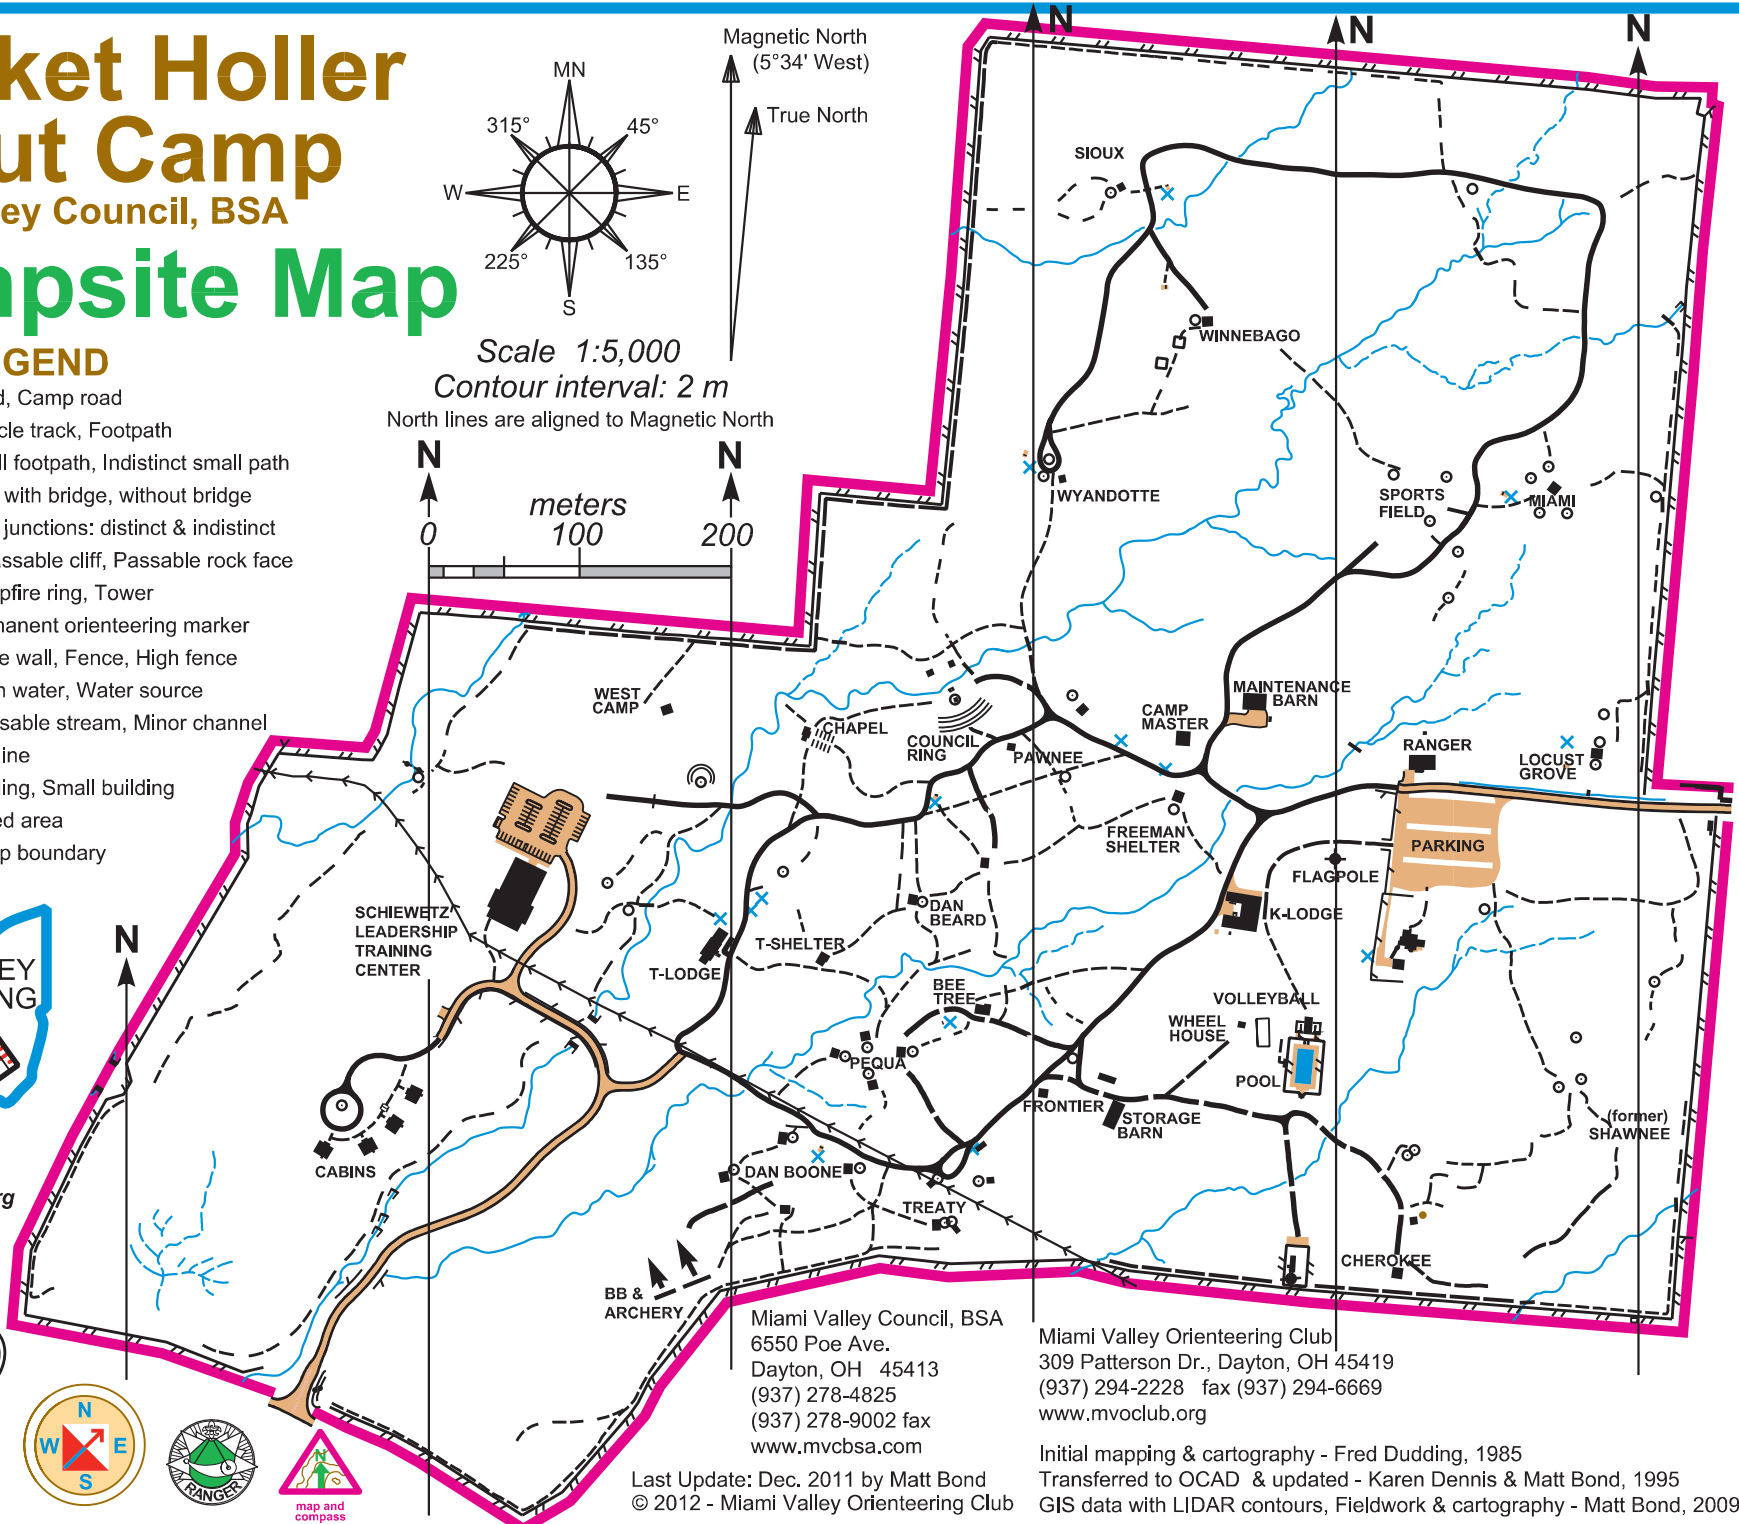 ket Holler
ut Camp
ey Council, BSA
mpsite Map
GEND
d, Camp road
cle track, Footpath
ll footpath, Indistinct small path
with bridge, without bridge
junctions: distinct & indistinct
assable cliff, Passable rock face
pfire ring, Tower
manent orienteering marker
e wall, Fence, High fence
n water, Water source
ssable stream, Minor channel
ine
ding, Small building
ed area
p boundary
MN
45°
E
135°
S
225°
W
315°
Magnetic North
(5°34' West)
True North
Scale 1:5,000
Contour interval: 2 m
North lines are aligned to Magnetic North
N
N
N
N
N
N
meters
0 100 200
SIOUX
WINNEBAGO
WYANDOTTE
SPORTS
FIELD
MIAMI
WEST
CAMP
CHAPEL
COUNCIL
RING
PAWNEE
CAMP
MASTER
MAINTENANCE
BARN
RANGER
LOCUST
GROVE
FREEMAN
SHELTER
PARKING
FLAGPOLE
K-LODGE
SCHIEWETZ
LEADERSHIP
TRAINING
CENTER
T-LODGE
T-SHELTER
DAN
BEARD
BEE
TREE
PEQUA
VOLLEYBALL
WHEEL
HOUSE
POOL
FRONTIER
STORAGE
BARN
(former)
SHAWNEE
CABINS
DAN BOONE
TREATY
CHEROKEE
BB &
ARCHERY
EY
NG
rg
N
W E
S
RANGER
N
map and
compass
Miami Valley Council, BSA
6550 Poe Ave.
Dayton, OH 45413
(937) 278-4825
(937) 278-9002 fax
www.mvcbsa.com
Last Update: Dec. 2011 by Matt Bond
© 2012 - Miami Valley Orienteering Club
Miami Valley Orienteering Club
309 Patterson Dr., Dayton, OH 45419
(937) 294-2228 fax (937) 294-6669
www.mvoclub.org
Initial mapping & cartography - Fred Dudding, 1985
Transferred to OCAD & updated - Karen Dennis & Matt Bond, 1995
GIS data with LIDAR contours, Fieldwork & cartography - Matt Bond, 2009